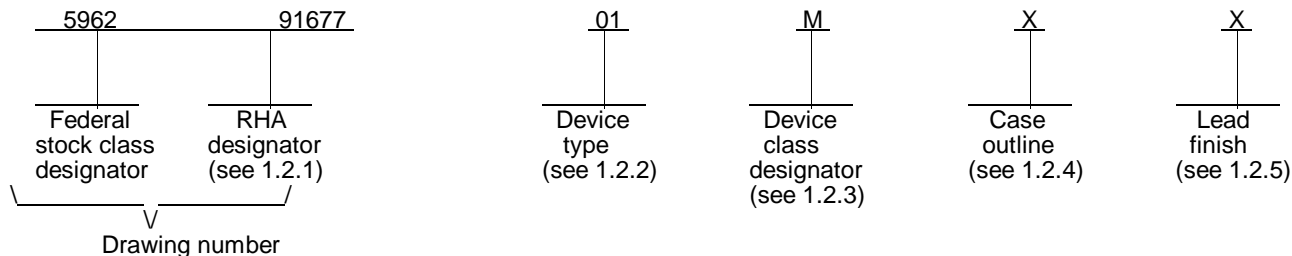 5962 91677 01 M X X
Federal stock class designator
RHA designator (see 1.2.1)
Device type (see 1.2.2)
Device class designator (see 1.2.3)
Case outline (see 1.2.4)
Lead finish (see 1.2.5)
Drawing number